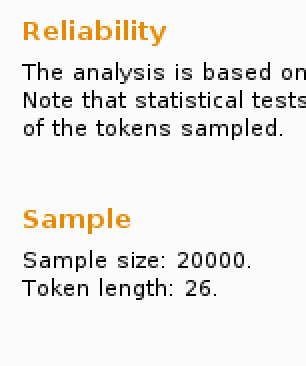 Reliability
The analysis is based on
Note that statistical tests
of the tokens sampled.
Sample
Sample size: 20000.
Token length: 26.